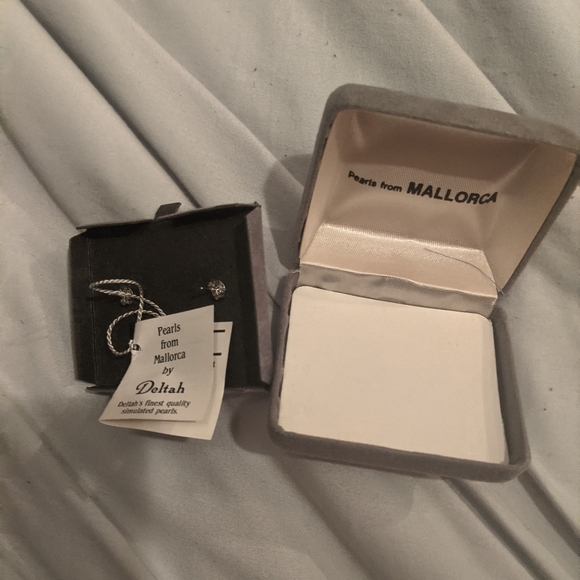 Pearls from MALLORCA
Pearls
from
Mallorca
by
Deltah
Deltah's finest quality
simulated pearls.